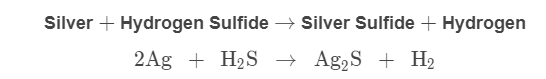 Silver + Hydrogen Sulfide → Silver Sulfide + Hydrogen
2Ag + H₂S → Ag₂S + H₂